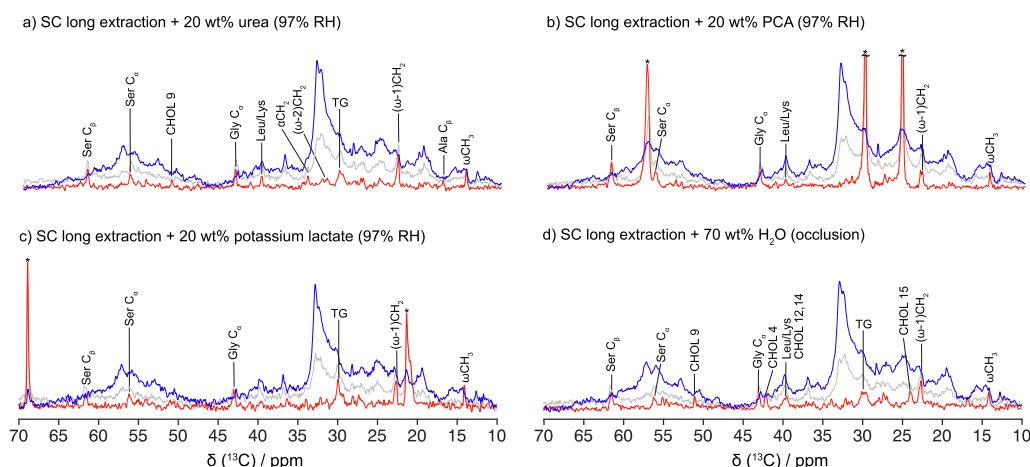 a) SC long extraction + 20 wt% urea (97% RH)
Ser Cβ
Ser Cα
CHOL 9
Gly Cα
Leu/Lys
αCH2
(ω-2)CH2
TG
(ω-1)CH2
Ala Cβ
ωCH3
b) SC long extraction + 20 wt% PCA (97% RH)
Ser Cβ
*
Ser Cα
Gly Cα
Leu/Lys
*
*
(ω-1)CH2
ωCH3
c) SC long extraction + 20 wt% potassium lactate (97% RH)
*
Ser Cβ
Ser Cα
Gly Cα
TG
(ω-1)CH2
*
ωCH3
70 65 60 55 50 45 40 35 30 25 20 15 10
δ (13C) / ppm
d) SC long extraction + 70 wt% H2O (occlusion)
Ser Cβ
Ser Cα
CHOL 9
Gly Cα
CHOL 4
Leu/Lys
CHOL 12,14
TG
CHOL 15
(ω-1)CH2
ωCH3
70 65 60 55 50 45 40 35 30 25 20 15 10
δ (13C) / ppm